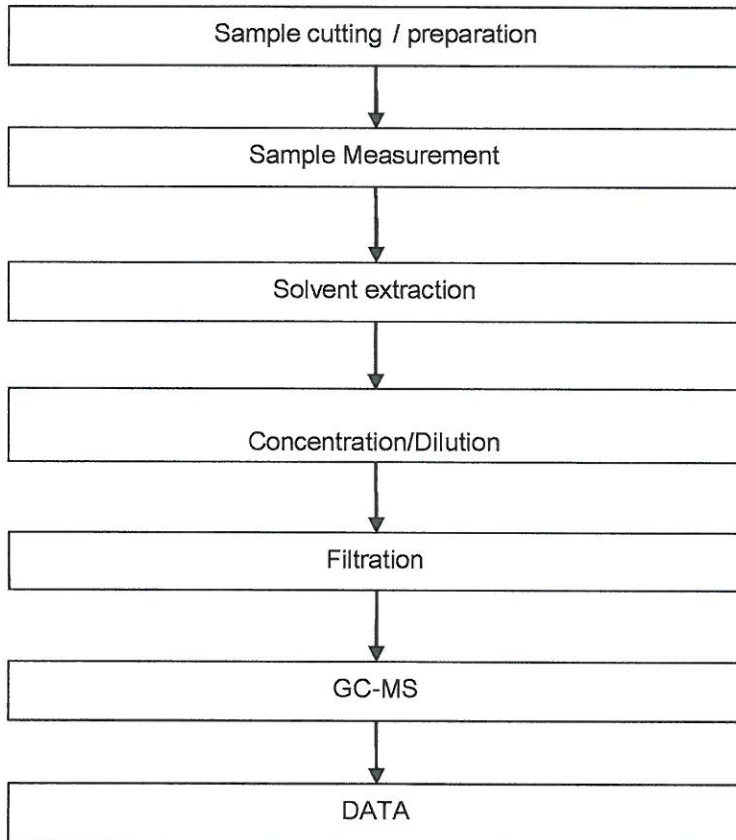 Sample cutting / preparation
Sample Measurement
Solvent extraction
Concentration/Dilution
Filtration
GC-MS
DATA